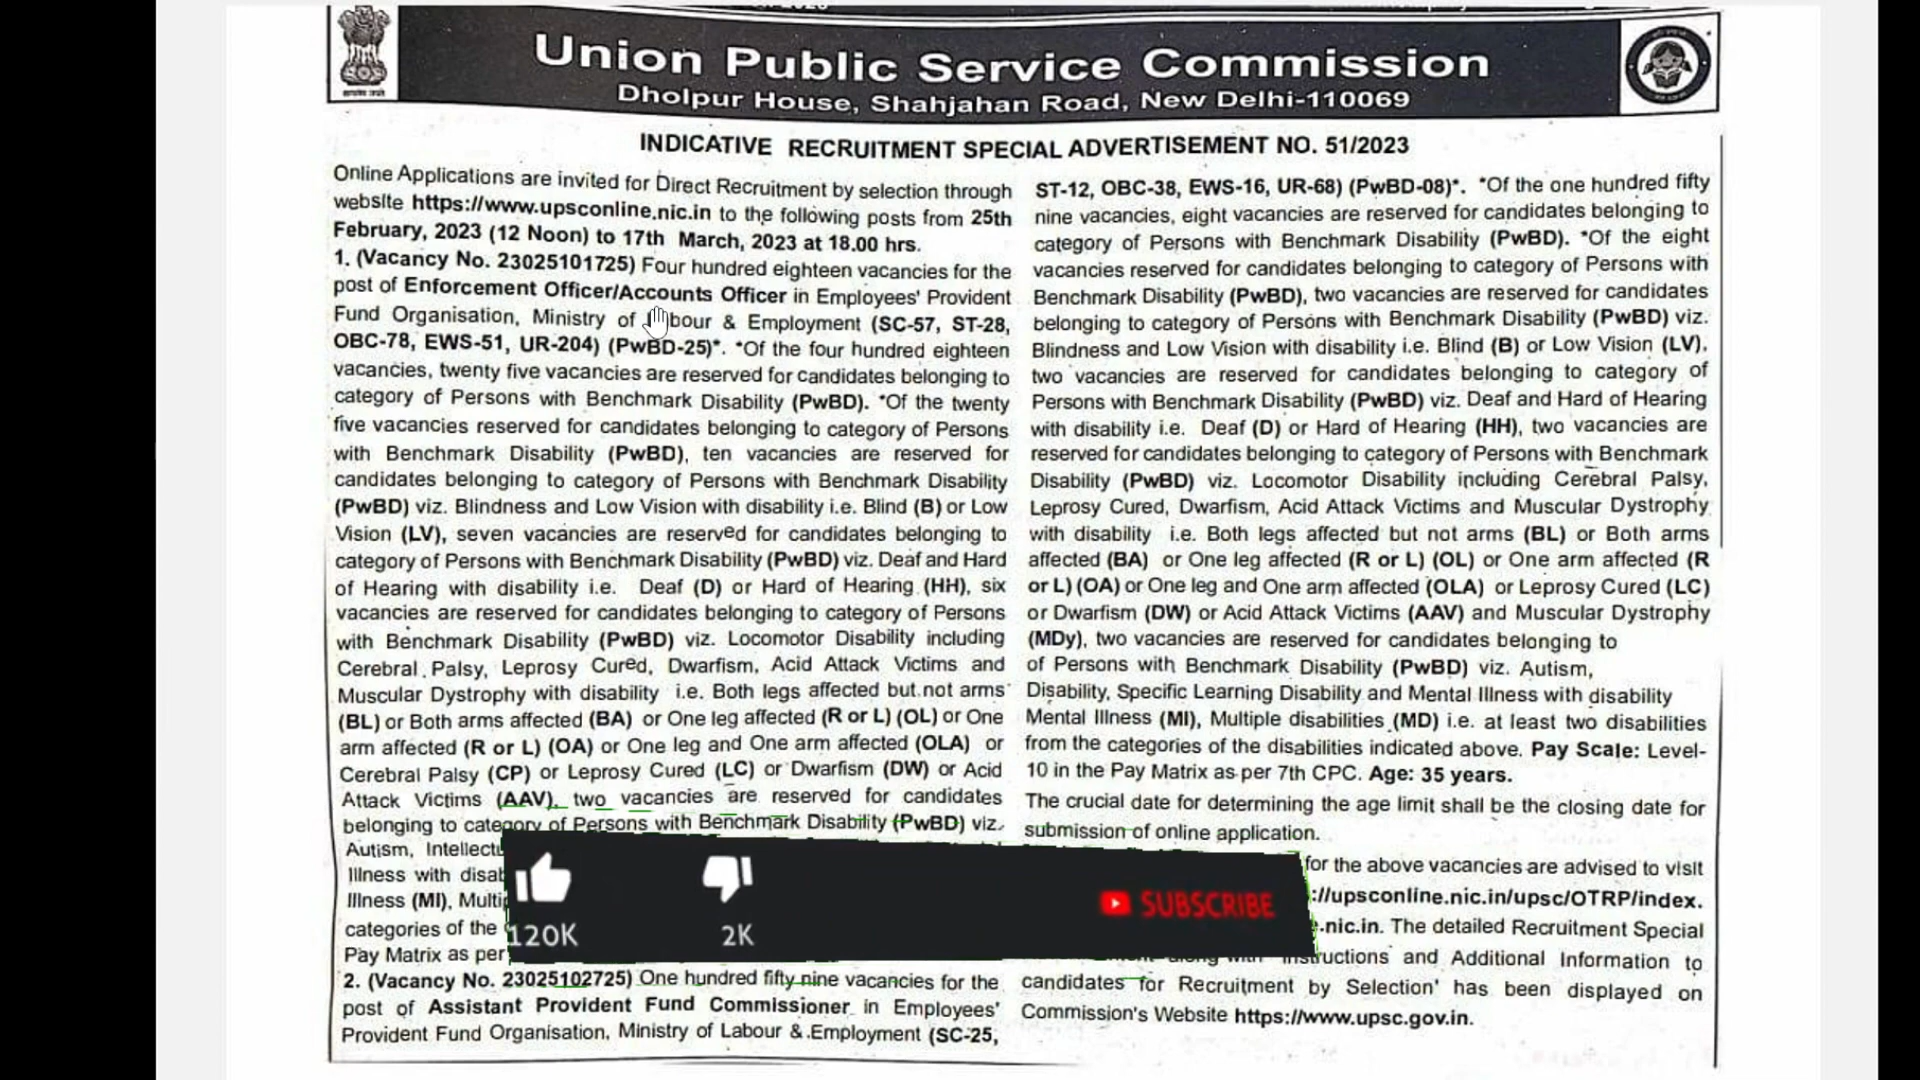 Union Public Service Commission
Dholpur House, Shahjahan Road, New Delhi-110069
INDICATIVE RECRUITMENT SPECIAL ADVERTISEMENT NO. 51/2023
Online Applications are invited for Direct Recruitment by selection through
website https://www.upsconline.nic.in to the following posts from 25th
February, 2023 (12 Noon) to 17th March, 2023 at 18.00 hrs.
1. (Vacancy No. 23025101725) Four hundred eighteen vacancies for the
post of Enforcement Officer/Accounts Officer in Employees' Provident
Fund Organisation, Ministry of Labour & Employment (SC-57, ST-28,
OBC-78, EWS-51, UR-204) (PwBD-25)*. *Of the four hundred eighteen
vacancies, twenty five vacancies are reserved for candidates belonging to
category of Persons with Benchmark Disability (PwBD). *Of the twenty
five vacancies reserved for candidates belonging to category of Persons
with Benchmark Disability (PwBD), ten vacancies are reserved for
candidates belonging to category of Persons with Benchmark Disability
(PwBD) viz. Blindness and Low Vision with disability i.e. Blind (B) or Low
Vision (LV), seven vacancies are reserved for candidates belonging to
category of Persons with Benchmark Disability (PwBD) viz. Deaf and Hard
of Hearing with disability i.e. Deaf (D) or Hard of Hearing (HH), six
vacancies are reserved for candidates belonging to category of Persons
with Benchmark Disability (PwBD) viz. Locomotor Disability including
Cerebral Palsy, Leprosy Cured, Dwarfism, Acid Attack Victims and
Muscular Dystrophy with disability i.e. Both legs affected but not arms
(BL) or Both arms affected (BA) or One leg affected (R or L) (OL) or One
arm affected (R or L) (OA) or One leg and One arm affected (OLA) or
Cerebral Palsy (CP) or Leprosy Cured (LC) or Dwarfism (DW) or Acid
Attack Victims (AAV), two vacancies are reserved for candidates
belonging to category of Persons with Benchmark Disability (PwBD) viz.
Autism,
Illness with
Illness (MI),
categories of the
Pay Matrix as per
2. (Vacancy No. 23025102725) One hundred fifty nine vacancies for the
post of Assistant Provident Fund Commissioner in Employees'
Provident Fund Organisation, Ministry of Labour & Employment (SC-25,
ST-12, OBC-38, EWS-16, UR-68) (PwBD-08)*. *Of the one hundred fifty
nine vacancies, eight vacancies are reserved for candidates belonging to
category of Persons with Benchmark Disability (PwBD). *Of the eight
vacancies reserved for candidates belonging to category of Persons with
Benchmark Disability (PwBD), two vacancies are reserved for candidates
belonging to category of Persons with Benchmark Disability (PwBD) viz.
Blindness and Low Vision with disability i.e. Blind (B) or Low Vision (LV),
two vacancies are reserved for candidates belonging to category of
Persons with Benchmark Disability (PwBD) viz. Deaf and Hard of Hearing
with disability i.e. Deaf (D) or Hard of Hearing (HH), two vacancies are
reserved for candidates belonging to category of Persons with Benchmark
Disability (PwBD) viz. Locomotor Disability including Cerebral Palsy,
Leprosy Cured, Dwarfism, Acid Attack Victims and Muscular Dystrophy
with disability i.e. Both legs affected but not arms (BL) or Both arms
affected (BA) or One leg affected (R or L) (OL) or One arm affected (R
or L) (OA) or One leg and One arm affected (OLA) or Leprosy Cured (LC)
or Dwarfism (DW) or Acid Attack Victims (AAV) and Muscular Dystrophy
(MDy), two vacancies are reserved for candidates belonging to
of Persons with Benchmark Disability (PwBD) viz. Autism,
Disability, Specific Learning Disability and Mental Illness with disability
Mental Illness (MI), Multiple disabilities (MD) i.e. at least two disabilities
from the categories of the disabilities indicated above. Pay Scale: Level-
10 in the Pay Matrix as per 7th CPC. Age: 35 years.
The crucial date for determining the age limit shall be the closing date for
submission of online application.
for the above vacancies are advised to visit
://upsconline.nic.in/upsc/OTRP/index.
.nic.in. The detailed Recruitment Special
along with Instructions and Additional Information to
candidates for Recruitment by Selection' has been displayed on
Commission's Website https://www.upsc.gov.in.
120K
2K
SUBSCRIBE